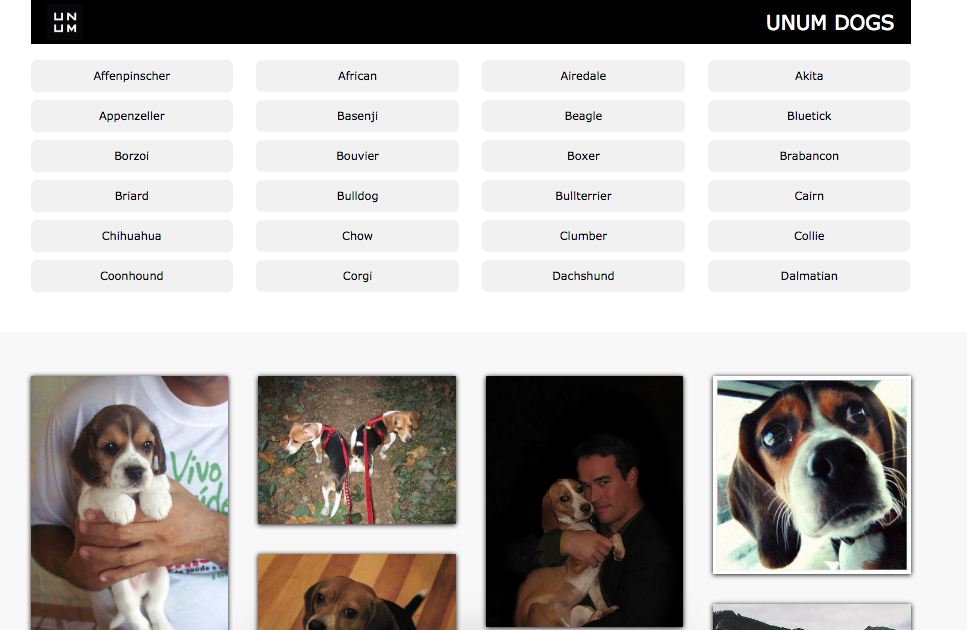 UN
UM
UNUM DOGS
Affenpinscher African Airedale Akita
Appenzeller Basenji Beagle Bluetick
Borzoi Bouvier Boxer Brabancon
Briard Bulldog Bullterrier Cairn
Chihuahua Chow Clumber Collie
Coonhound Corgi Dachshund Dalmatian
Vivo